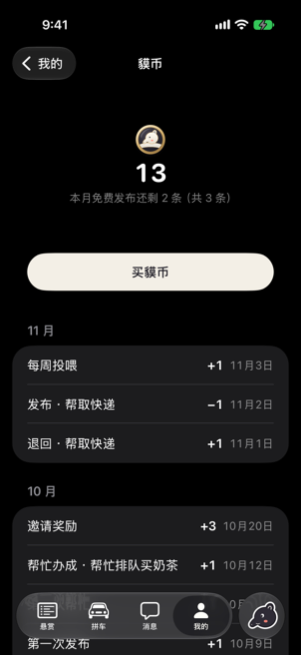 9:41
我的
貘币
13
本月免费发布还剩 2 条（共 3 条）
买貘币
11 月
每周投喂 +1 11月3日
发布 · 帮取快递 −1 11月2日
退回 · 帮取快递 +1 11月1日
10 月
邀请奖励 +3 10月20日
帮忙办成 · 帮忙排队买奶茶 +1 10月12日
悬赏 拼车 消息 我的
第一次发布 +1 10月9日